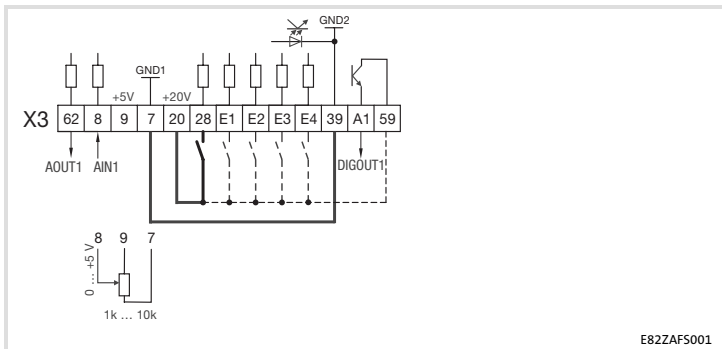 GND2
GND1
+5V
+20V
X3 62 8 9 7 20 28 E1 E2 E3 E4 39 A1 59
AOUT1 AIN1 DIGOUT1
8 9 7
0 ... +5 V
1k ... 10k
E82ZAFS001